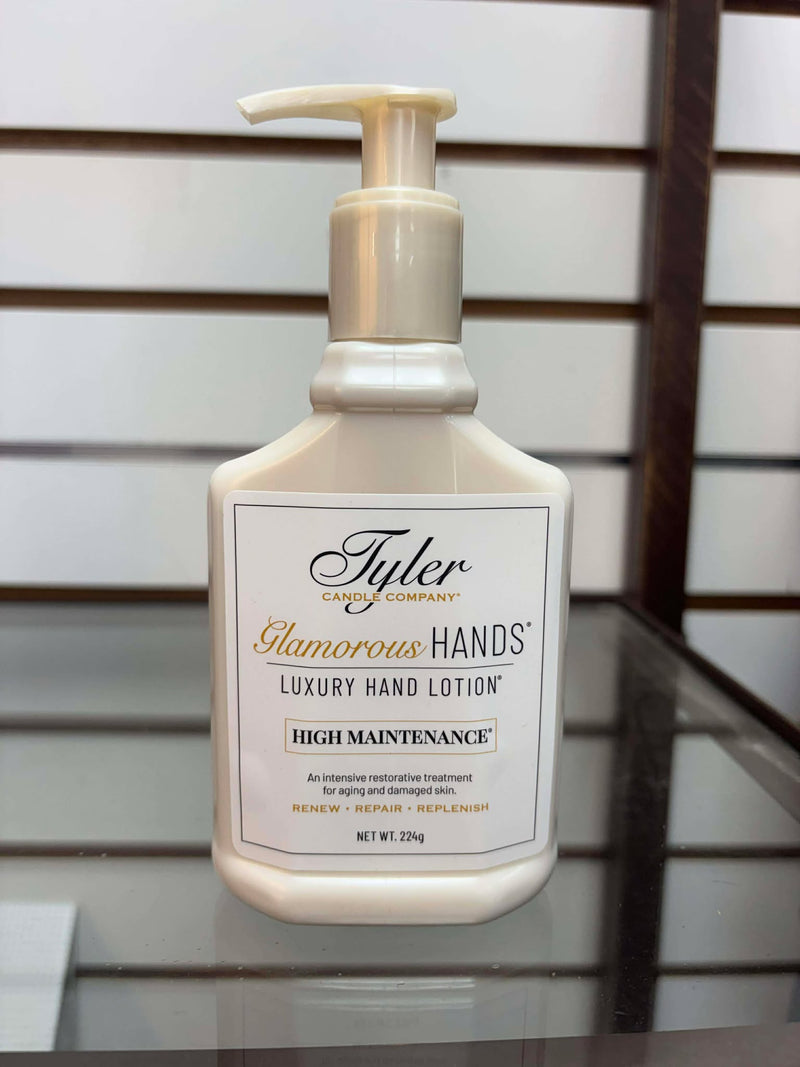 Tyler
CANDLE COMPANY®
Glamorous HANDS®
LUXURY HAND LOTION®
HIGH MAINTENANCE®
An intensive restorative treatment
for aging and damaged skin.
RENEW • REPAIR • REPLENISH
NET WT. 224g